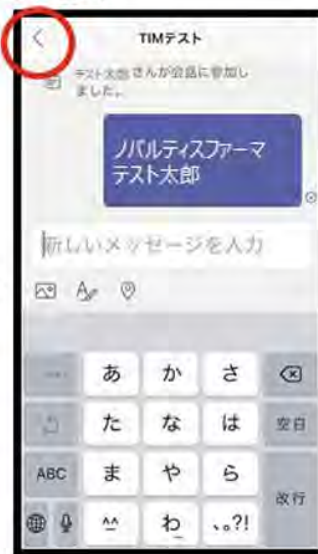 TIMテスト
テスト太郎さんが会話に参加し
ました。
ノバルティスファーマ
テスト太郎
新しいメッセージを入力
あ
か
さ
た
な
は
空白
ABC
ま
や
ら
改行
^^
わ_
、。?!